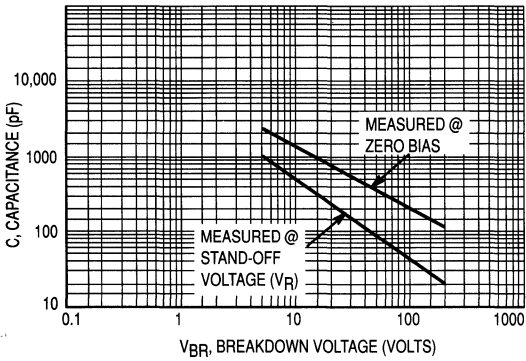 10,000
1000
100
10
C, CAPACITANCE (pF)
MEASURED @
ZERO BIAS
MEASURED @
STAND-OFF
VOLTAGE (VR)
0.1
1
10
100
1000
VBR, BREAKDOWN VOLTAGE (VOLTS)